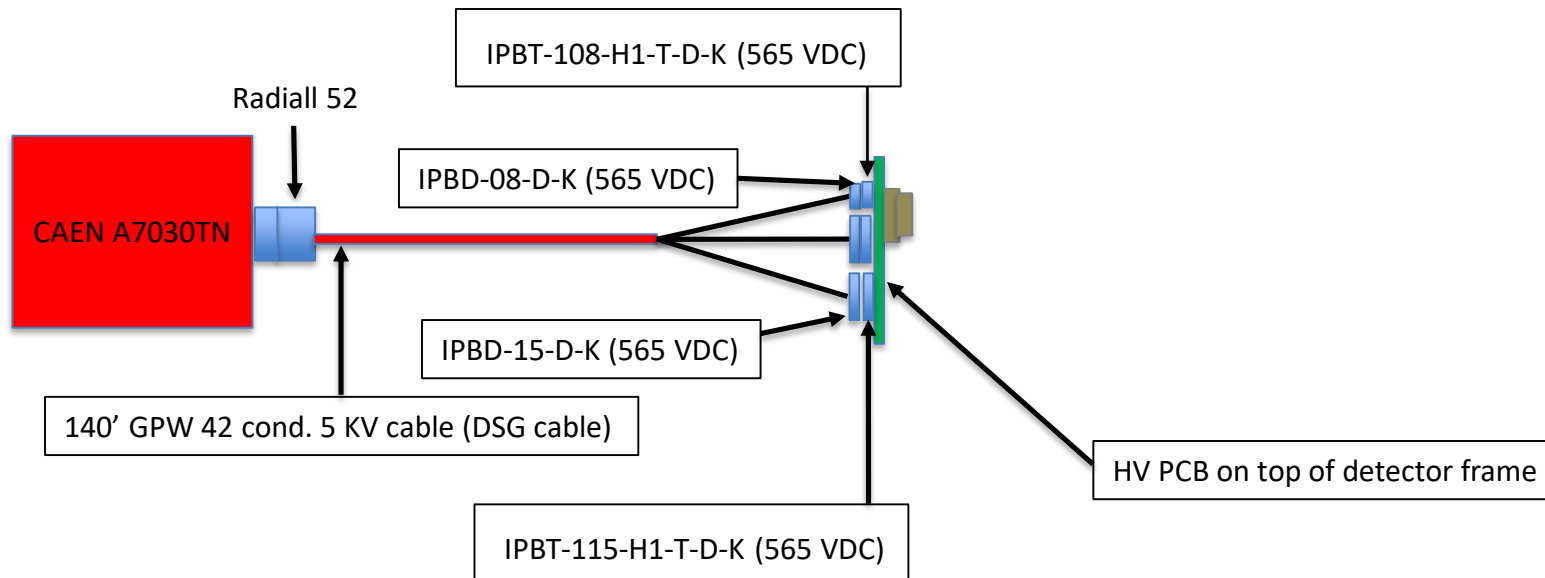 IPBT-108-H1-T-D-K (565 VDC)
Radiall 52
IPBD-08-D-K (565 VDC)
CAEN A7030TN
IPBD-15-D-K (565 VDC)
140’ GPW 42 cond. 5 KV cable (DSG cable)
HV PCB on top of detector frame
IPBT-115-H1-T-D-K (565 VDC)